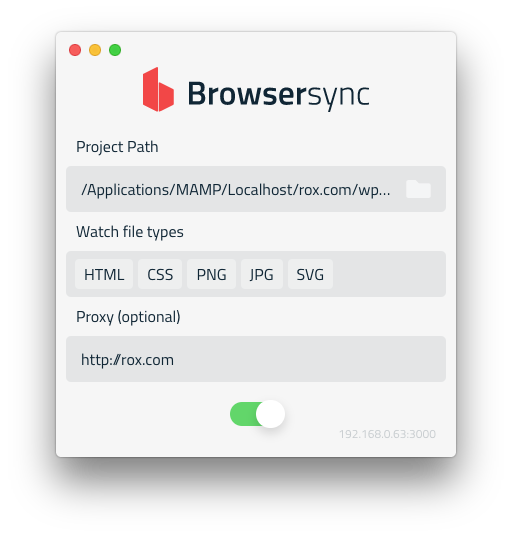 Browsersync
Project Path
/Applications/MAMP/Localhost/rox.com/wp...
Watch file types
HTML CSS PNG JPG SVG
Proxy (optional)
http://rox.com
192.168.0.63:3000